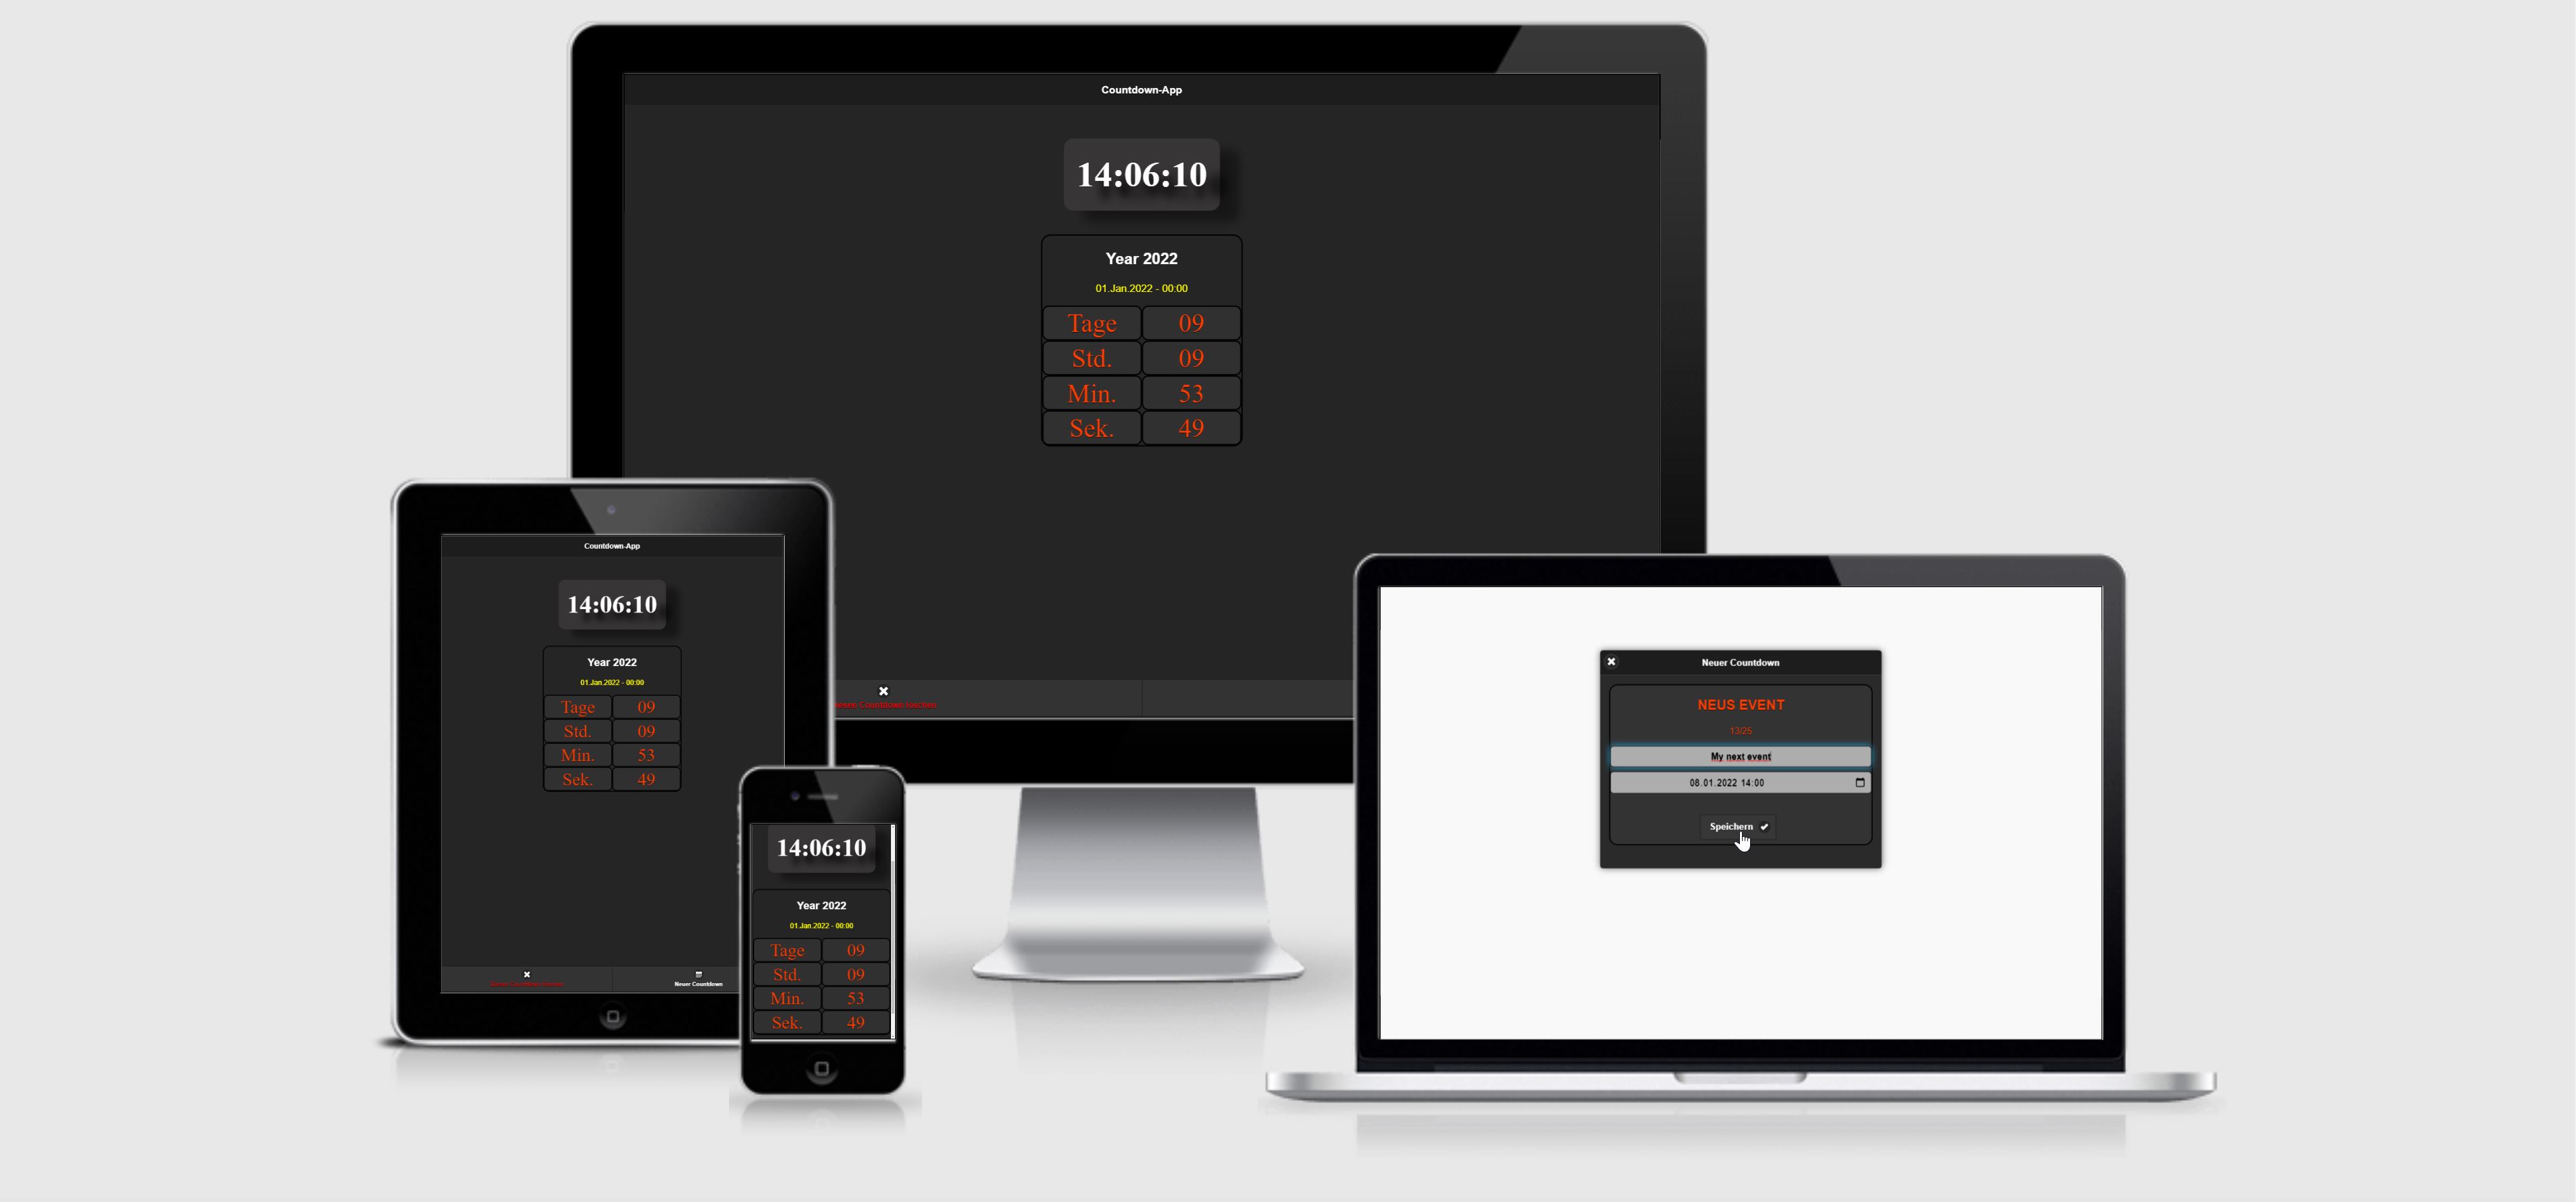 Countdown-App
14:06:10
Year 2022
01.Jan.2022 - 00:00
Tage 09
Std. 09
Min. 53
Sek. 49
Countdown löschen
Countdown-App
14:06:10
Year 2022
01.Jan.2022 - 00:00
Tage 09
Std. 09
Min. 53
Sek. 49
Neuer Countdown
14:06:10
Year 2022
01.Jan.2022 - 00:00
Tage 09
Std. 09
Min. 53
Sek. 49
Neuer Countdown
NEUS EVENT
13/25
My next event
08.01.2022 14:00
Speichern